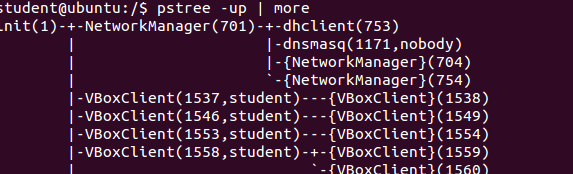 student@ubuntu:/$ pstree -up | more
init(1)-+-NetworkManager(701)-+-dhclient(753)
        |                     |-dnsmasq(1171,nobody)
        |                     |-{NetworkManager}(704)
        |                     `-{NetworkManager}(754)
        |-VBoxClient(1537,student)---{VBoxClient}(1538)
        |-VBoxClient(1546,student)---{VBoxClient}(1549)
        |-VBoxClient(1553,student)---{VBoxClient}(1554)
        |-VBoxClient(1558,student)-+-{VBoxClient}(1559)
        |                          `-{VBoxClient}(1560)